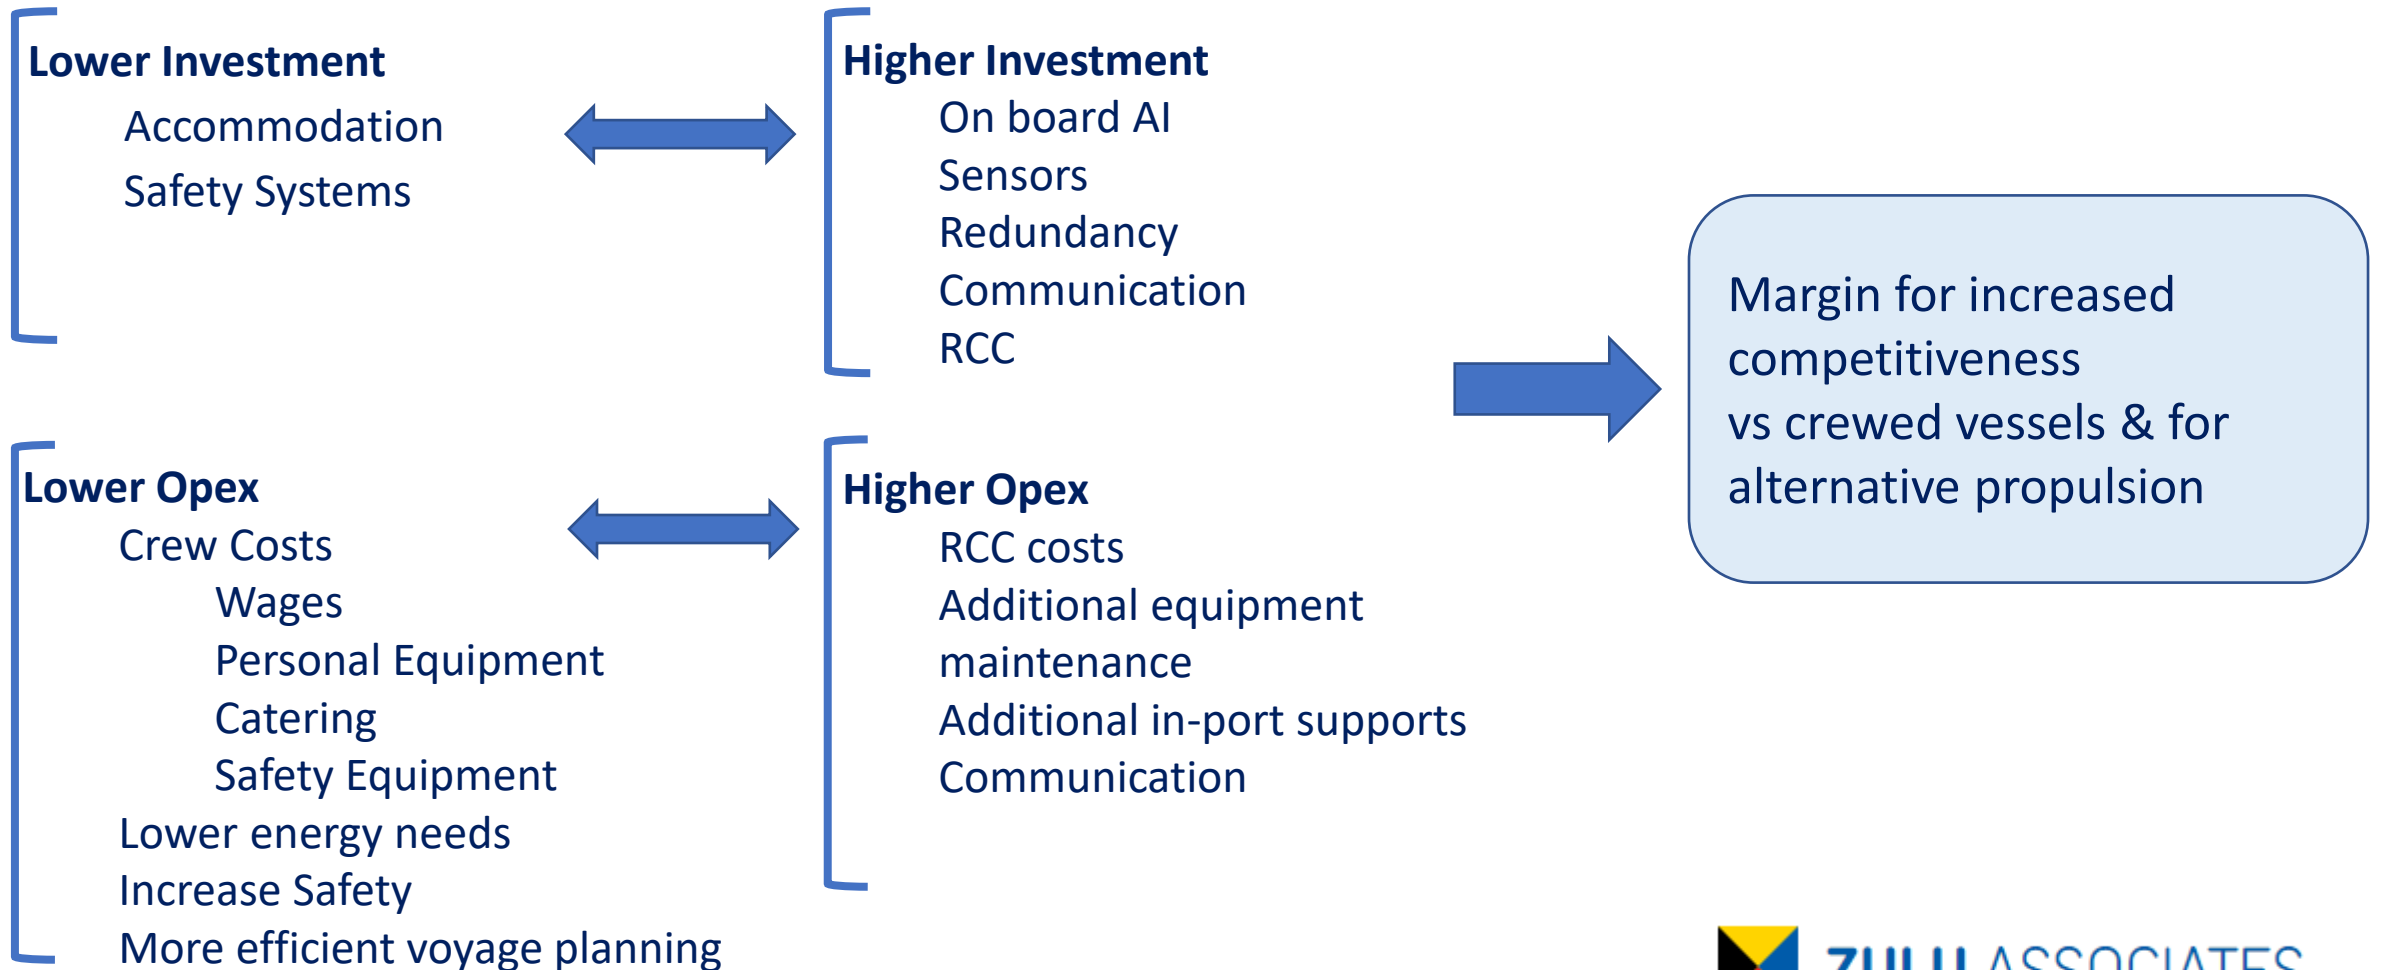 Lower Investment
Accommodation
Safety Systems
Higher Investment
On board AI
Sensors
Redundancy
Communication
RCC
Lower Opex
Crew Costs
Wages
Personal Equipment
Catering
Safety Equipment
Lower energy needs
Increase Safety
More efficient voyage planning
Higher Opex
RCC costs
Additional equipment
maintenance
Additional in-port supports
Communication
Margin for increased
competitiveness
vs crewed vessels & for
alternative propulsion
ZULU ASSOCIATES